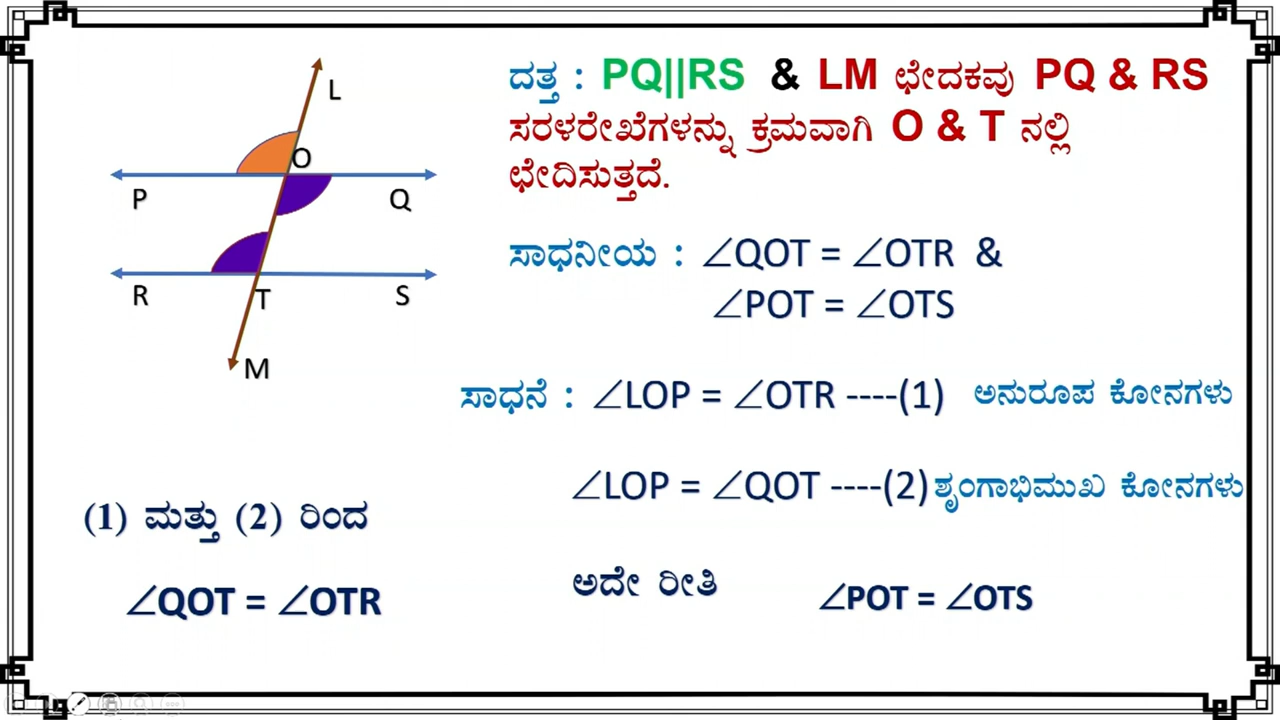 L
O
P
Q
R
T
S
M
ದತ್ತ : PQ||RS & LM ಛೇದಕವು PQ & RS
ಸರಳರೇಖೆಗಳನ್ನು ಕ್ರಮವಾಗಿ O & T ನಲ್ಲಿ
ಛೇದಿಸುತ್ತದೆ.
ಸಾಧನೀಯ : ∠QOT = ∠OTR &
∠POT = ∠OTS
ಸಾಧನೆ : ∠LOP = ∠OTR ----(1) ಅನುರೂಪ ಕೋನಗಳು
∠LOP = ∠QOT ----(2) ಶೃಂಗಾಭಿಮುಖ ಕೋನಗಳು
(1) ಮತ್ತು (2) ರಿಂದ
∠QOT = ∠OTR
ಅದೇ ರೀತಿ ∠POT = ∠OTS